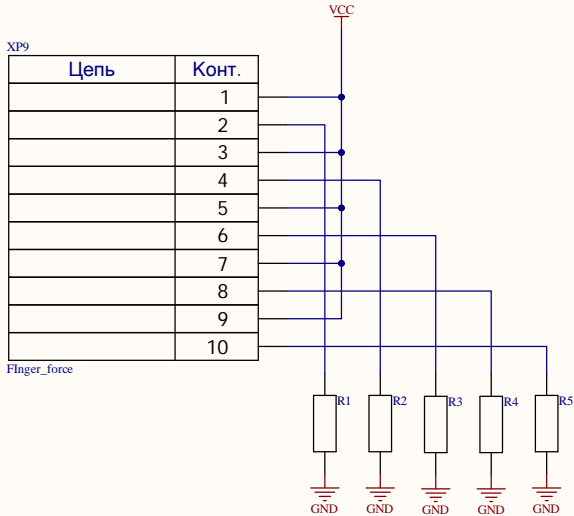 VCC
XP9
Цепь Конт.
1
2
3
4
5
6
7
8
9
10
FInger_force
R1 R2 R3 R4 R5
GND GND GND GND GND